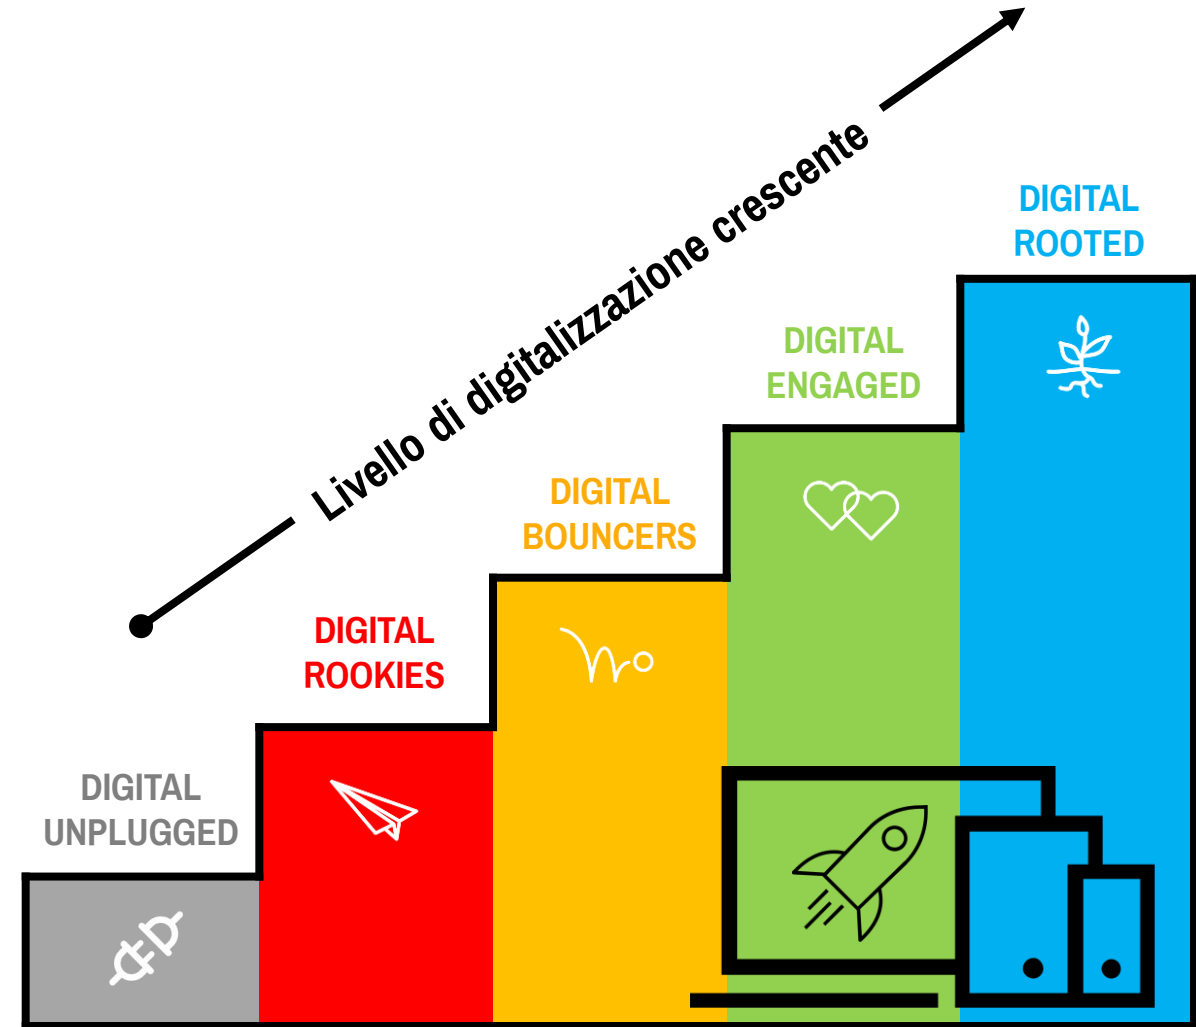 Livello di digitalizzazione crescente
DIGITAL
UNPLUGGED
DIGITAL
ROOKIES
DIGITAL
BOUNCERS
DIGITAL
ENGAGED
DIGITAL
ROOTED